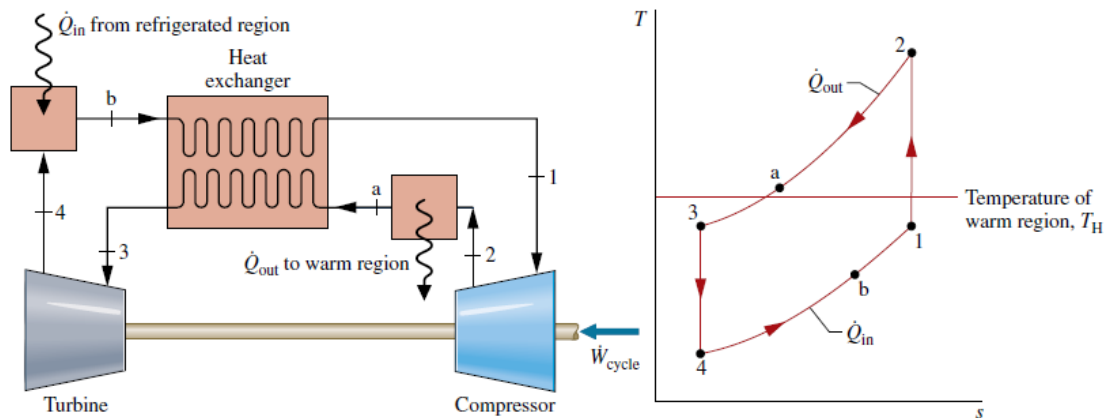 Q̇in from refrigerated region
Heat
exchanger
b
4
3
a
1
2
Q̇out to warm region
Ẇcycle
Turbine
Compressor
T
2
Q̇out
a
Temperature of
warm region, TH
3
1
b
Q̇in
4
s